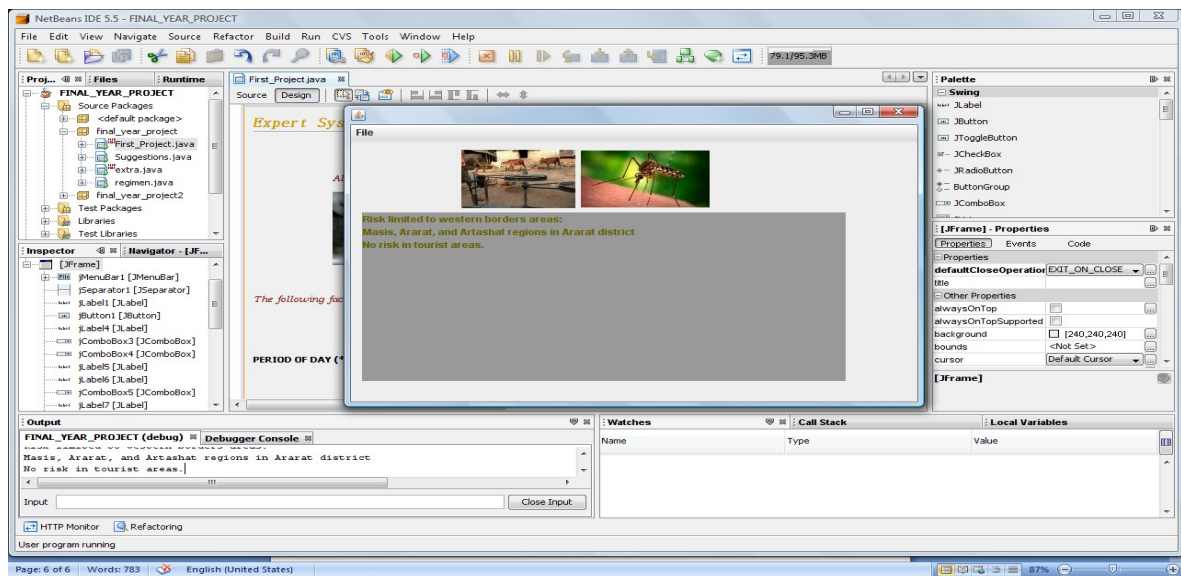 NetBeans IDE 5.5 - FINAL_YEAR_PROJECT
File Edit View Navigate Source Refactor Build Run CVS Tools Window Help
79.1/95.3MB
Proj... Files Runtime
FINAL_YEAR_PROJECT
Source Packages
<default package>
final_year_project
First_Project.java
Suggestions.java
extra.java
regimen.java
final_year_project2
Test Packages
Libraries
Test Libraries
Inspector Navigator - [JF...
[JFrame]
jMenuBar1 [JMenuBar]
jSeparator1 [JSeparator]
jLabel1 [JLabel]
jButton1 [JButton]
jLabel4 [JLabel]
jComboBox3 [JComboBox]
jComboBox4 [JComboBox]
jLabel5 [JLabel]
jLabel6 [JLabel]
jComboBox5 [JComboBox]
jLabel7 [JLabel]
First_Project.java
Source Design
Expert Sys
The following fac
PERIOD OF DAY (*
File
Risk limited to western borders areas:
Masis, Ararat, and Artashat regions in Ararat district
No risk in tourist areas.
Palette
Swing
JLabel
JButton
JToggleButton
JCheckBox
JRadioButton
ButtonGroup
JComboBox
[JFrame] - Properties
Properties Events Code
Properties
defaultCloseOperation EXIT_ON_CLOSE
title
Other Properties
alwaysOnTop
alwaysOnTopSupported
background [240,240,240]
bounds <Not Set>
cursor Default Cursor
[JFrame]
Output
FINAL_YEAR_PROJECT (debug) Debugger Console
Masis, Ararat, and Artashat regions in Ararat district
No risk in tourist areas.
Input Close Input
Watches Call Stack Local Variables
Name Type Value
HTTP Monitor Refactoring
User program running
Page: 6 of 6 Words: 783 English (United States) 87%